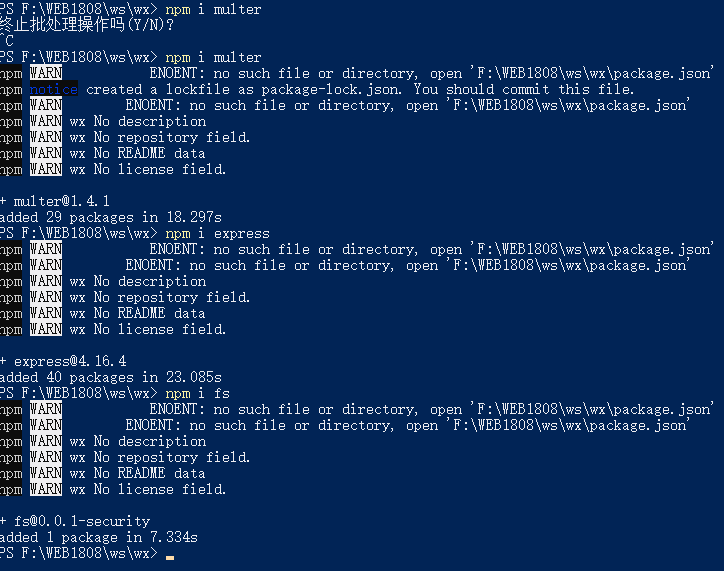 PS F:\WEB1808\ws\wx> npm i multer
终止批处理操作吗(Y/N)?
^C
PS F:\WEB1808\ws\wx> npm i multer
npm WARN ENOENT: no such file or directory, open 'F:\WEB1808\ws\wx\package.json'
npm notice created a lockfile as package-lock.json. You should commit this file.
npm WARN ENOENT: no such file or directory, open 'F:\WEB1808\ws\wx\package.json'
npm WARN wx No description
npm WARN wx No repository field.
npm WARN wx No README data
npm WARN wx No license field.
+ multer@1.4.1
added 29 packages in 18.297s
PS F:\WEB1808\ws\wx> npm i express
npm WARN ENOENT: no such file or directory, open 'F:\WEB1808\ws\wx\package.json'
npm WARN ENOENT: no such file or directory, open 'F:\WEB1808\ws\wx\package.json'
npm WARN wx No description
npm WARN wx No repository field.
npm WARN wx No README data
npm WARN wx No license field.
+ express@4.16.4
added 40 packages in 23.085s
PS F:\WEB1808\ws\wx> npm i fs
npm WARN ENOENT: no such file or directory, open 'F:\WEB1808\ws\wx\package.json'
npm WARN ENOENT: no such file or directory, open 'F:\WEB1808\ws\wx\package.json'
npm WARN wx No description
npm WARN wx No repository field.
npm WARN wx No README data
npm WARN wx No license field.
+ fs@0.0.1-security
added 1 package in 7.334s
PS F:\WEB1808\ws\wx> _